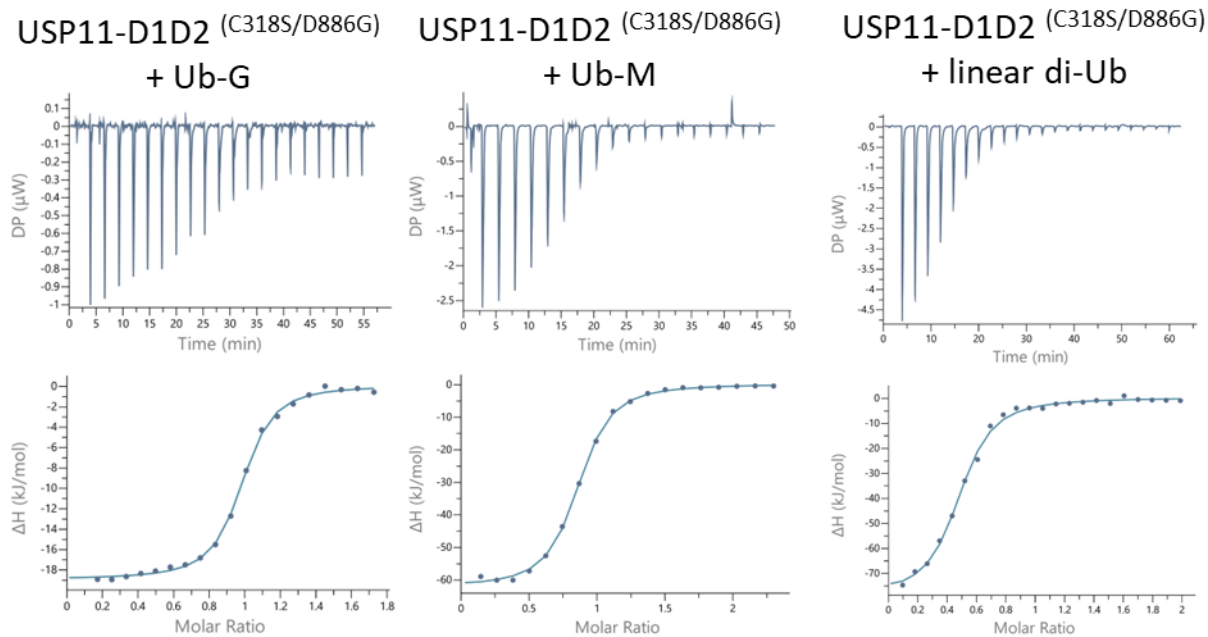 USP11-D1D2 (C318S/D886G)
+ Ub-G
USP11-D1D2 (C318S/D886G)
+ Ub-M
USP11-D1D2 (C318S/D886G)
+ linear di-Ub
0.1
0
-0.1
-0.2
-0.3
-0.4
-0.5
-0.6
-0.7
-0.8
-0.9
-1
DP (µW)
0 5 10 15 20 25 30 35 40 45 50 55
Time (min)
0
-0.5
-1
-1.5
-2
-2.5
DP (µW)
0 5 10 15 20 25 30 35 40 45 50
Time (min)
0
-0.5
-1
-1.5
-2
-2.5
-3
-3.5
-4
-4.5
DP (µW)
0 10 20 30 40 50 60
Time (min)
0
-2
-4
-6
-8
-10
-12
-14
-16
-18
ΔH (kJ/mol)
0 0.2 0.4 0.6 0.8 1 1.2 1.4 1.6 1.8
Molar Ratio
0
-10
-20
-30
-40
-50
-60
ΔH (kJ/mol)
0 0.5 1 1.5 2
Molar Ratio
0
-10
-20
-30
-40
-50
-60
-70
ΔH (kJ/mol)
0 0.2 0.4 0.6 0.8 1 1.2 1.4 1.6 1.8 2
Molar Ratio